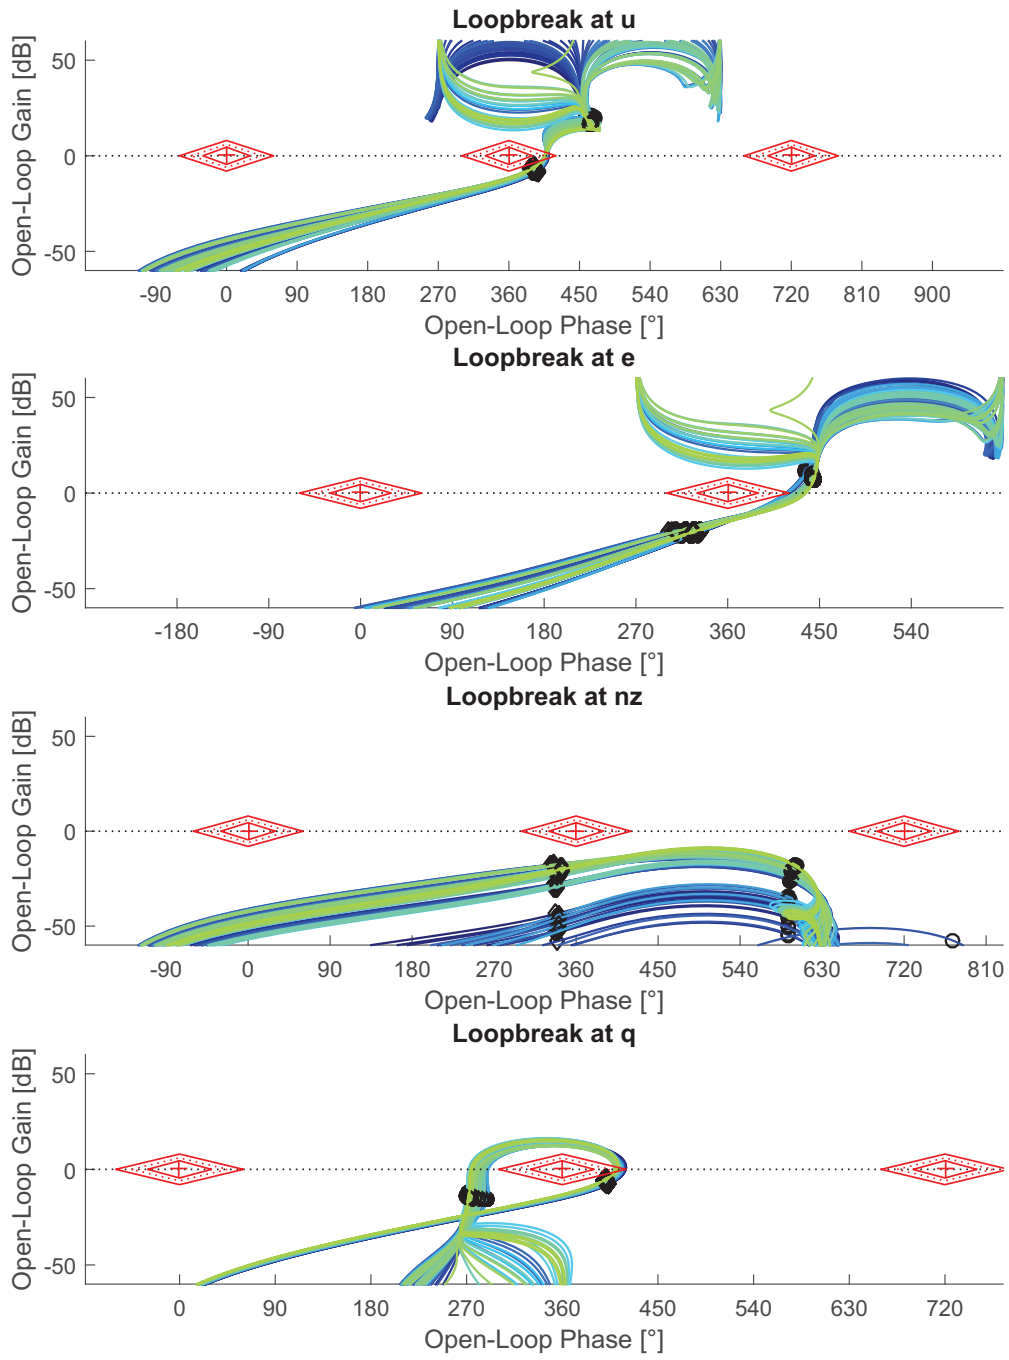 Loopbreak at u
Open-Loop Gain [dB]
50
0
-50
-90 0 90 180 270 360 450 540 630 720 810 900
Open-Loop Phase [°]
Loopbreak at e
Open-Loop Gain [dB]
50
0
-50
-180 -90 0 90 180 270 360 450 540
Open-Loop Phase [°]
Loopbreak at nz
Open-Loop Gain [dB]
50
0
-50
-90 0 90 180 270 360 450 540 630 720 810
Open-Loop Phase [°]
Loopbreak at q
Open-Loop Gain [dB]
50
0
-50
0 90 180 270 360 450 540 630 720
Open-Loop Phase [°]